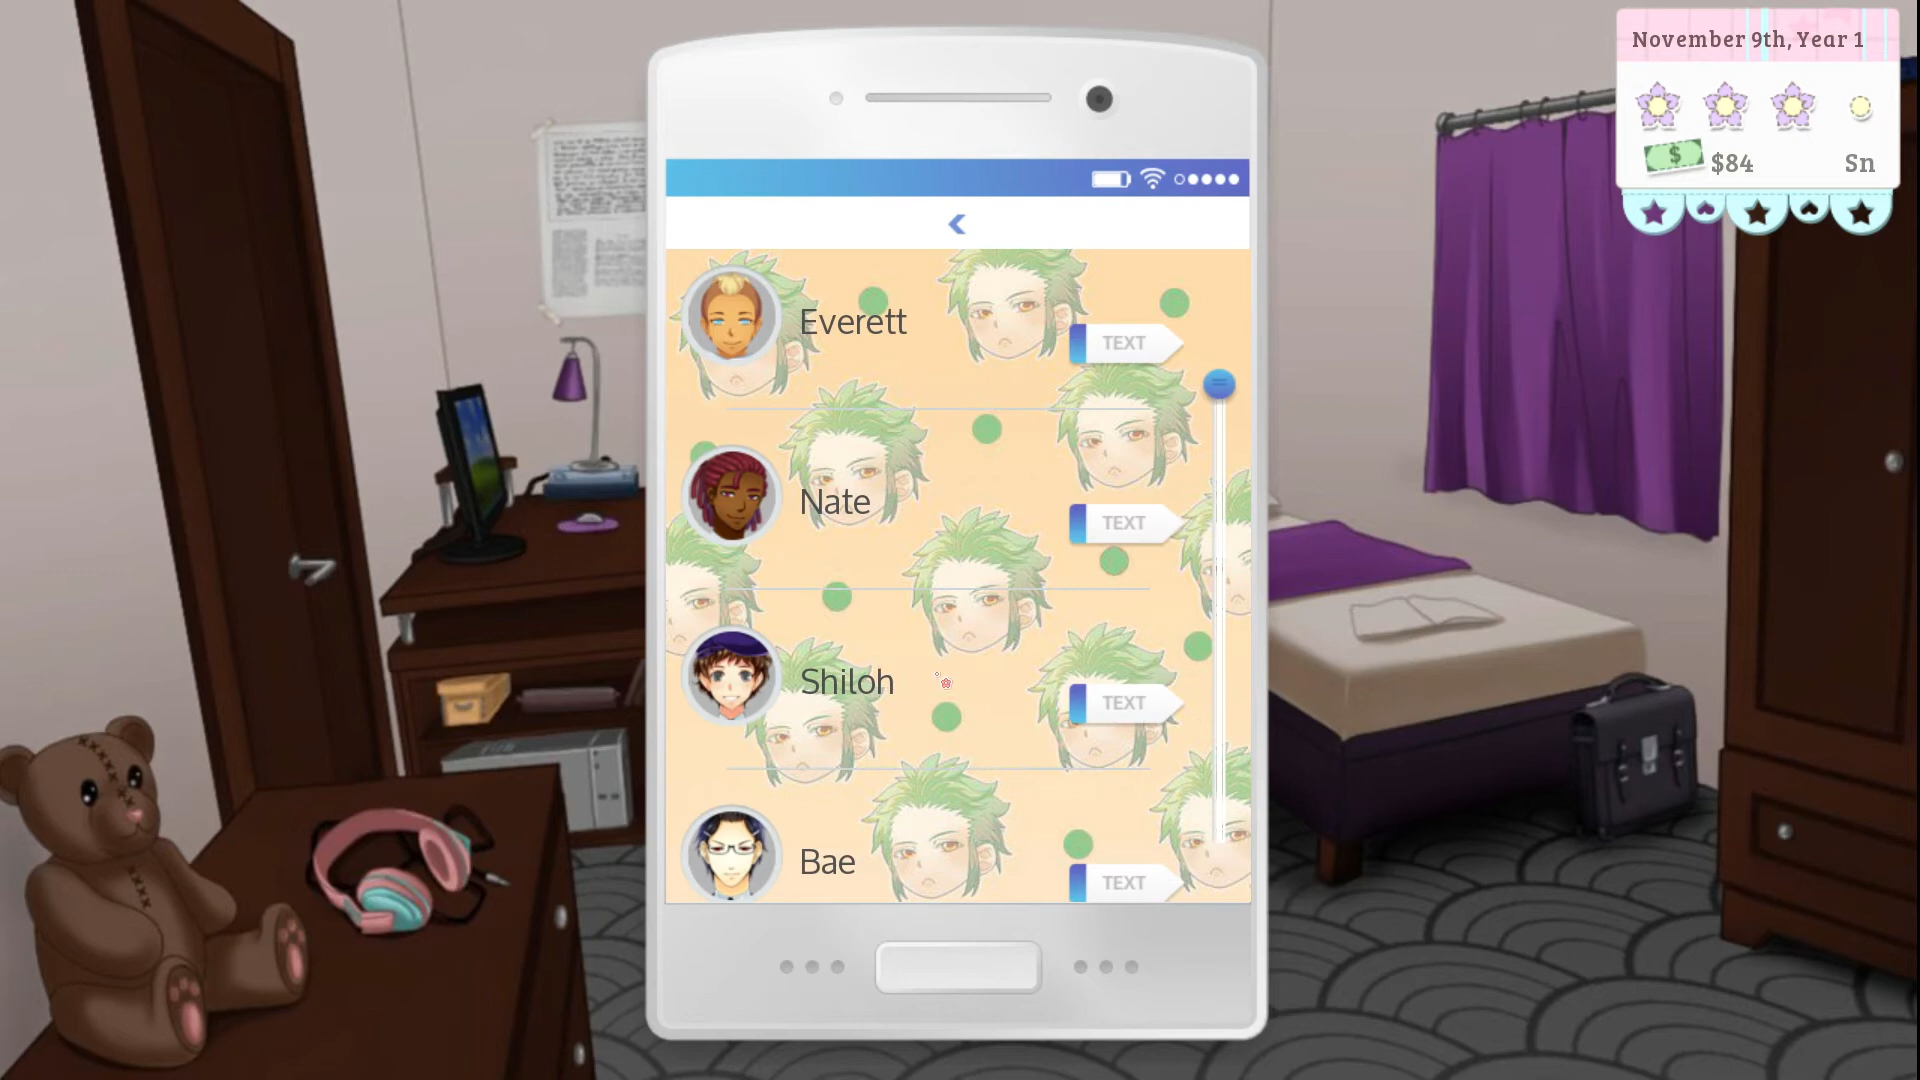 November 9th, Year 1
$84
Sn
Everett
TEXT
Nate
TEXT
Shiloh
TEXT
Bae
TEXT